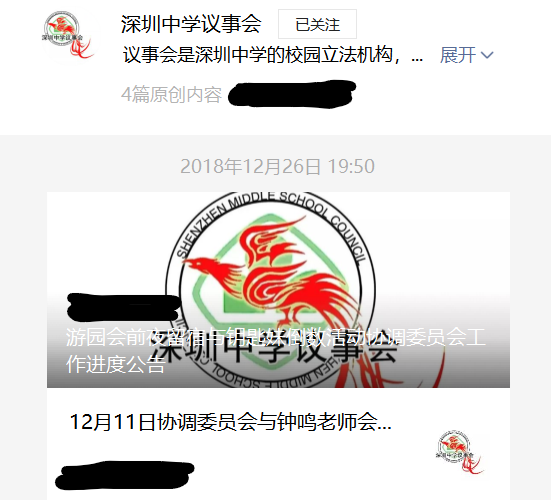 深圳中学议事会
深圳中学议事会 已关注
议事会是深圳中学的校园立法机构，... 展开
4篇原创内容
2018年12月26日 19:50
SHENZHEN MIDDLE SCHOOL COUNCIL
深圳中学议事会
游园会前夜留宿与钥匙妹倒数活动协调委员会工
作进度公告
12月11日协调委员会与钟鸣老师会...
深圳中学议事会